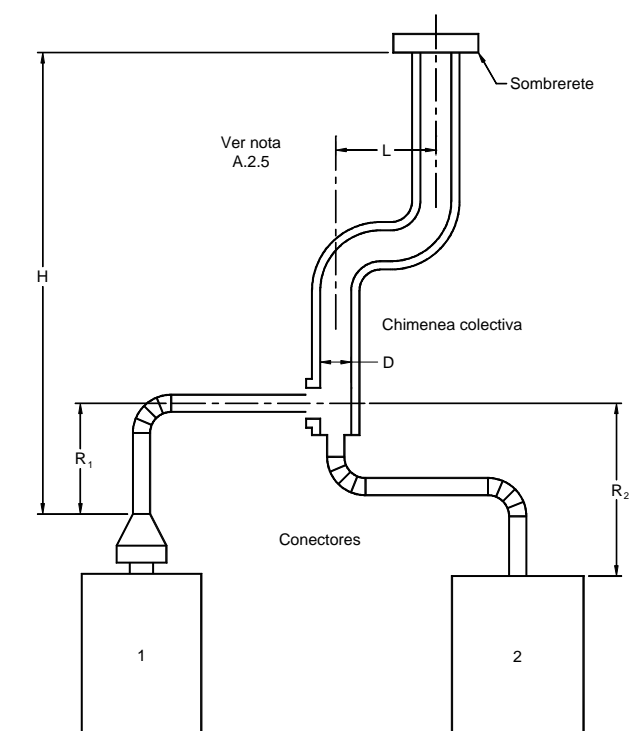 Sombrerete
Ver nota
A.2.5
L
H
Chimenea colectiva
D
R₁
R₂
Conectores
1
2